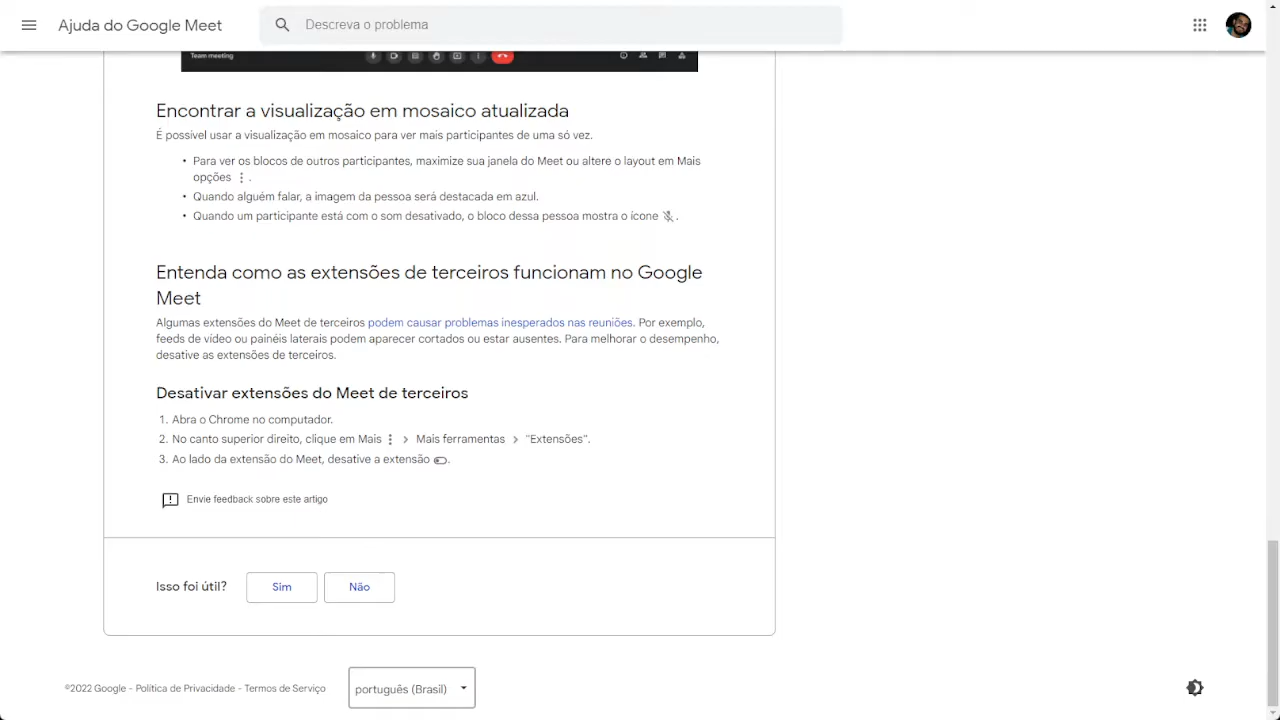 Ajuda do Google Meet
Descreva o problema
Team meeting
Encontrar a visualização em mosaico atualizada
É possível usar a visualização em mosaico para ver mais participantes de uma só vez.
• Para ver os blocos de outros participantes, maximize sua janela do Meet ou altere o layout em Mais
opções ⋮ .
• Quando alguém falar, a imagem da pessoa será destacada em azul.
• Quando um participante está com o som desativado, o bloco dessa pessoa mostra o ícone .
Entenda como as extensões de terceiros funcionam no Google
Meet
Algumas extensões do Meet de terceiros podem causar problemas inesperados nas reuniões. Por exemplo,
feeds de vídeo ou painéis laterais podem aparecer cortados ou estar ausentes. Para melhorar o desempenho,
desative as extensões de terceiros.
Desativar extensões do Meet de terceiros
1. Abra o Chrome no computador.
2. No canto superior direito, clique em Mais ⋮ > Mais ferramentas > "Extensões".
3. Ao lado da extensão do Meet, desative a extensão .
Envie feedback sobre este artigo
Isso foi útil? Sim Não
©2022 Google - Política de Privacidade - Termos de Serviço português (Brasil)